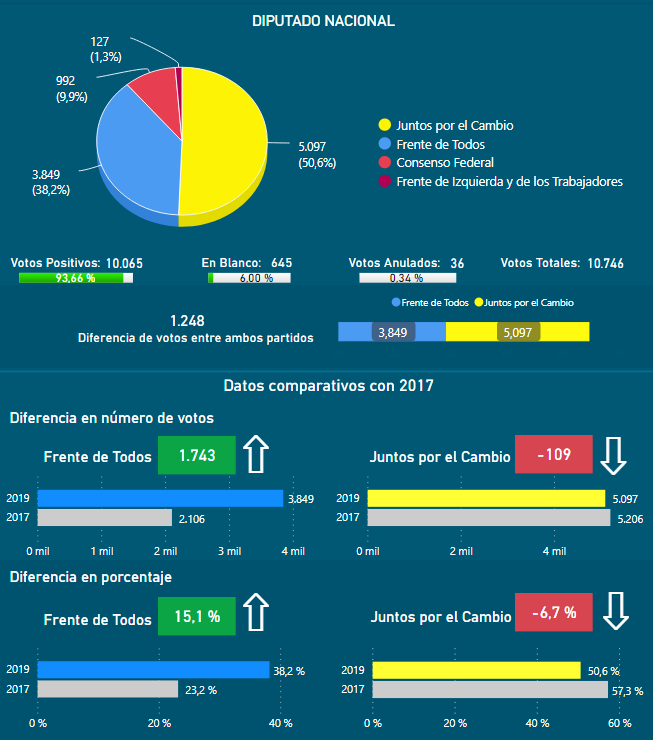 DIPUTADO NACIONAL
127
(1,3%)
992
(9,9%)
3.849
(38,2%)
5.097
(50,6%)
Juntos por el Cambio
Frente de Todos
Consenso Federal
Frente de Izquierda y de los Trabajadores
Votos Positivos: 10.065
93,66 %
En Blanco: 645
6,00 %
Votos Anulados: 36
0,34 %
Votos Totales: 10.746
1.248
Diferencia de votos entre ambos partidos
Frente de Todos Juntos por el Cambio
3,849 5,097
Datos comparativos con 2017
Diferencia en número de votos
Frente de Todos 1.743
2019 3.849
2017 2.106
0 mil 1 mil 2 mil 3 mil 4 mil
Juntos por el Cambio -109
2019 5.097
2017 5.206
0 mil 2 mil 4 mil
Diferencia en porcentaje
Frente de Todos 15,1 %
2019 38,2 %
2017 23,2 %
0 % 20 % 40 %
Juntos por el Cambio -6,7 %
2019 50,6 %
2017 57,3 %
0 % 20 % 40 % 60 %